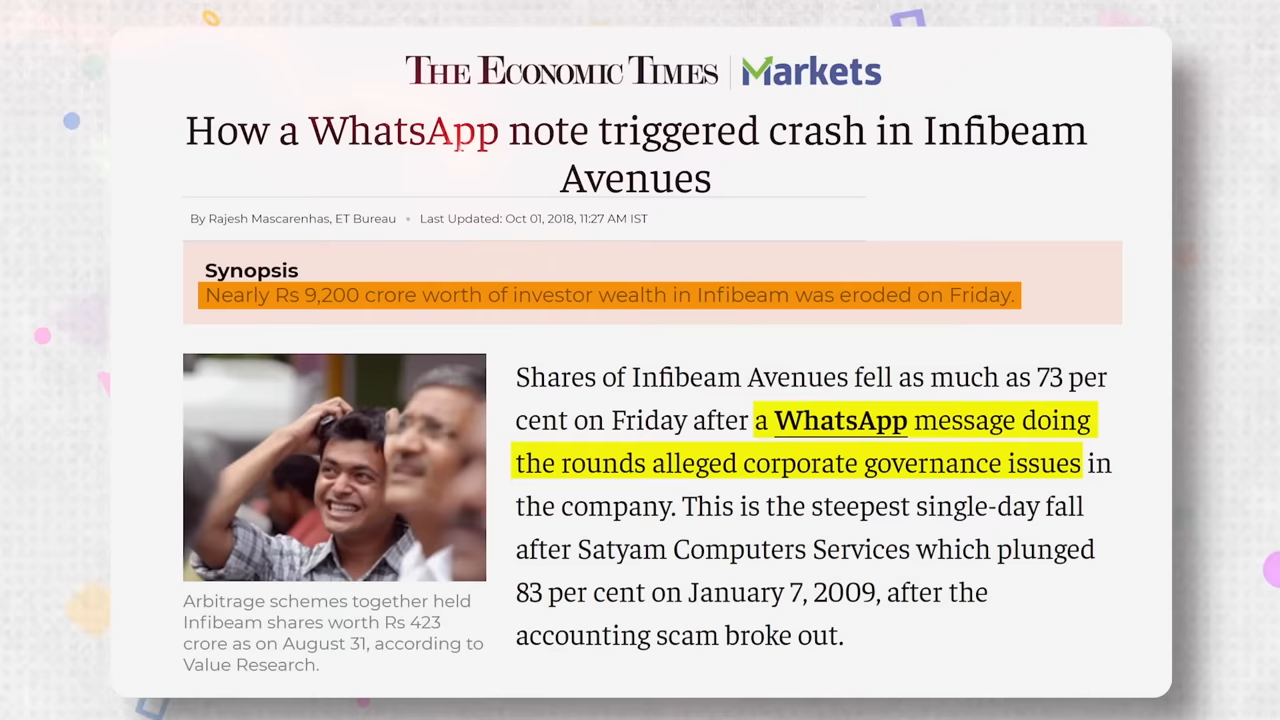 THE ECONOMIC TIMES | Markets
How a WhatsApp note triggered crash in Infibeam
Avenues
By Rajesh Mascarenhas, ET Bureau • Last Updated: Oct 01, 2018, 11:27 AM IST
Synopsis
Nearly Rs 9,200 crore worth of investor wealth in Infibeam was eroded on Friday.
Shares of Infibeam Avenues fell as much as 73 per
cent on Friday after a WhatsApp message doing
the rounds alleged corporate governance issues in
the company. This is the steepest single-day fall
after Satyam Computers Services which plunged
83 per cent on January 7, 2009, after the
accounting scam broke out.
Arbitrage schemes together held
Infibeam shares worth Rs 423
crore as on August 31, according to
Value Research.